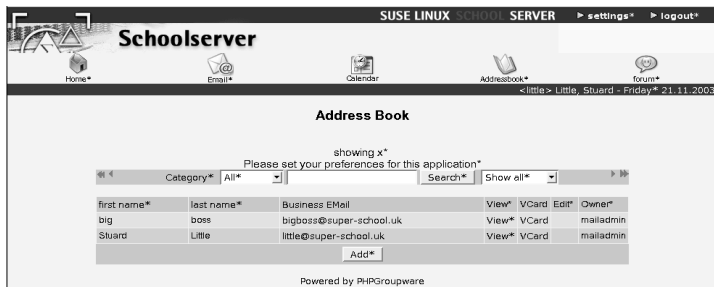 SUSE LINUX SCHOOL SERVER ▶ settings* ▶ logout*
Schoolserver
Home* Email* Calendar Addressbook* forum*
<little> Little, Stuard - Friday* 21.11.2003
Address Book
showing x*
Please set your preferences for this application*
Category* All* Search* Show all*
first name* last name* Business EMail View* VCard Edit* Owner*
big boss bigboss@super-school.uk View* VCard mailadmin
Stuard Little little@super-school.uk View* VCard mailadmin
Add*
Powered by PHPGroupware